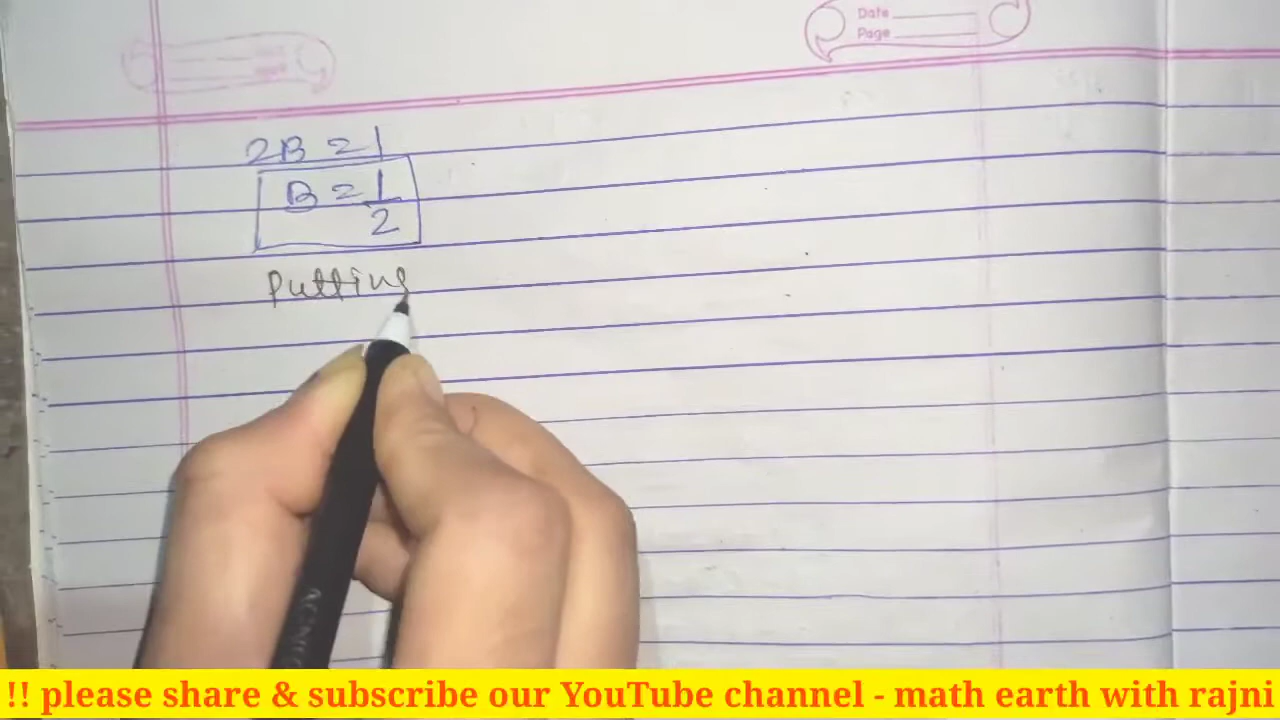 Date
Page
2B = 1
B = 1/2
Putting
!! please share & subscribe our YouTube channel - math earth with rajni